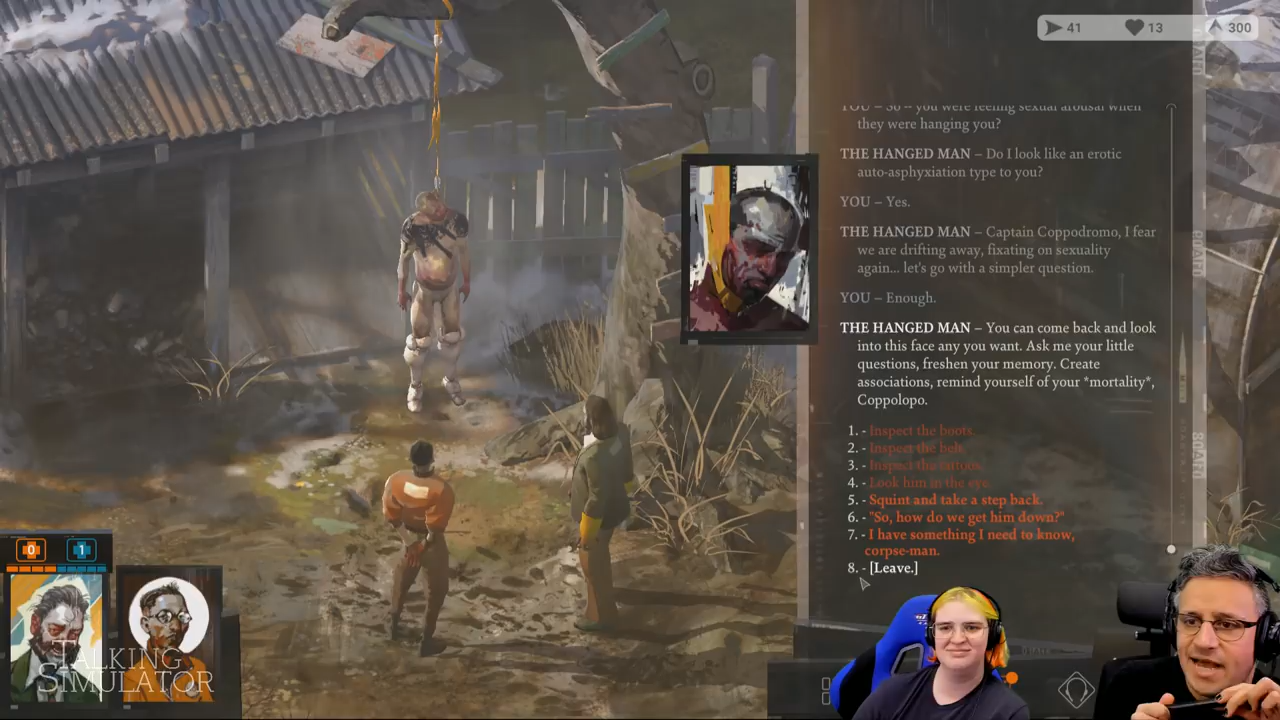 41 13 300
YOU – So – you were feeling sexual arousal when
they were hanging you?
THE HANGED MAN – Do I look like an erotic
auto-asphyxiation type to you?
YOU – Yes.
THE HANGED MAN – Captain Coppodromo, I fear
we are drifting away, fixating on sexuality
again... let's go with a simpler question.
YOU – Enough.
THE HANGED MAN – You can come back and look
into this face any you want. Ask me your little
questions, freshen your memory. Create
associations, remind yourself of your *mortality*,
Coppolopo.
1. - Inspect the boots.
2. - Inspect the belt.
3. - Inspect the tattoos.
4. - Look him in the eye.
5. - Squint and take a step back.
6. - "So, how do we get him down?"
7. - I have something I need to know,
corpse-man.
8. - [Leave.]
0 1
TALKING
SIMULATOR